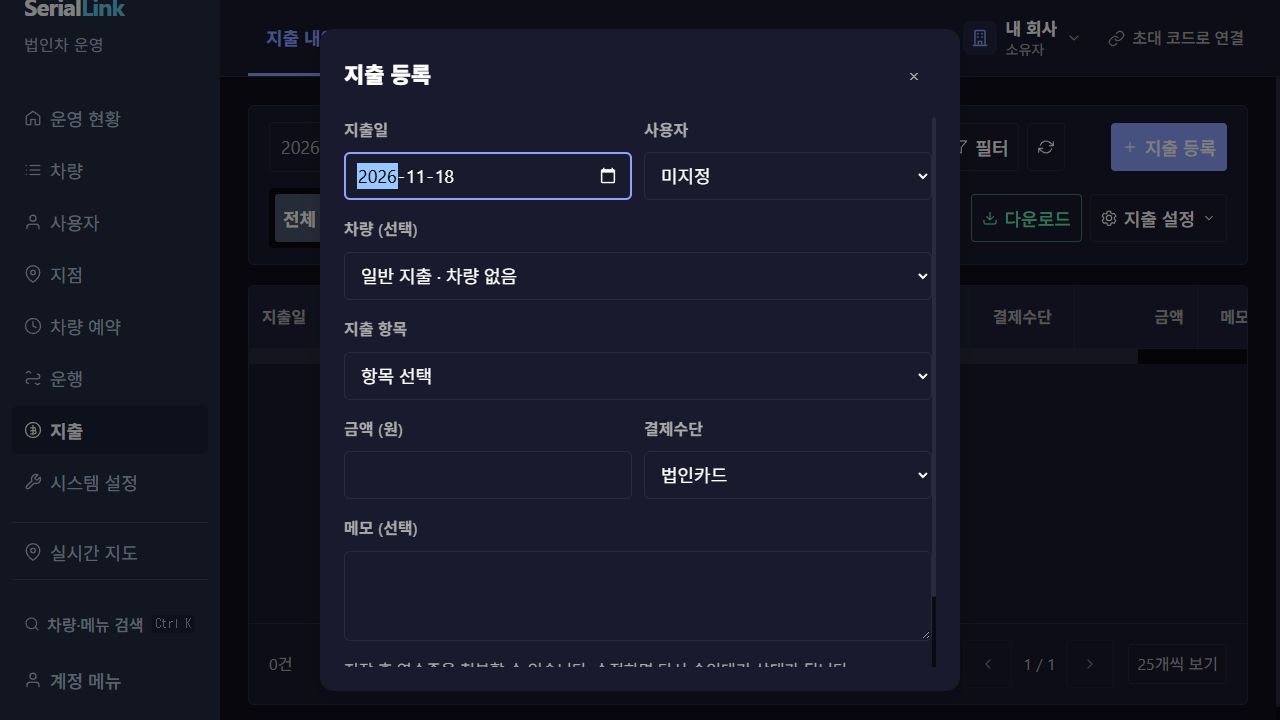 SerialLink
법인차 운영
운영 현황
차량
사용자
지점
차량 예약
운행
지출
시스템 설정
실시간 지도
차량·메뉴 검색 Ctrl K
계정 메뉴
지출 내
내 회사
소유자
초대 코드로 연결
2026
필터
+ 지출 등록
전체
다운로드
지출 설정
지출일
결제수단
금액
메모
0건
1 / 1
25개씩 보기
지출 등록
×
지출일
사용자
2026-11-18
미지정
차량 (선택)
일반 지출 · 차량 없음
지출 항목
항목 선택
금액 (원)
결제수단
법인카드
메모 (선택)